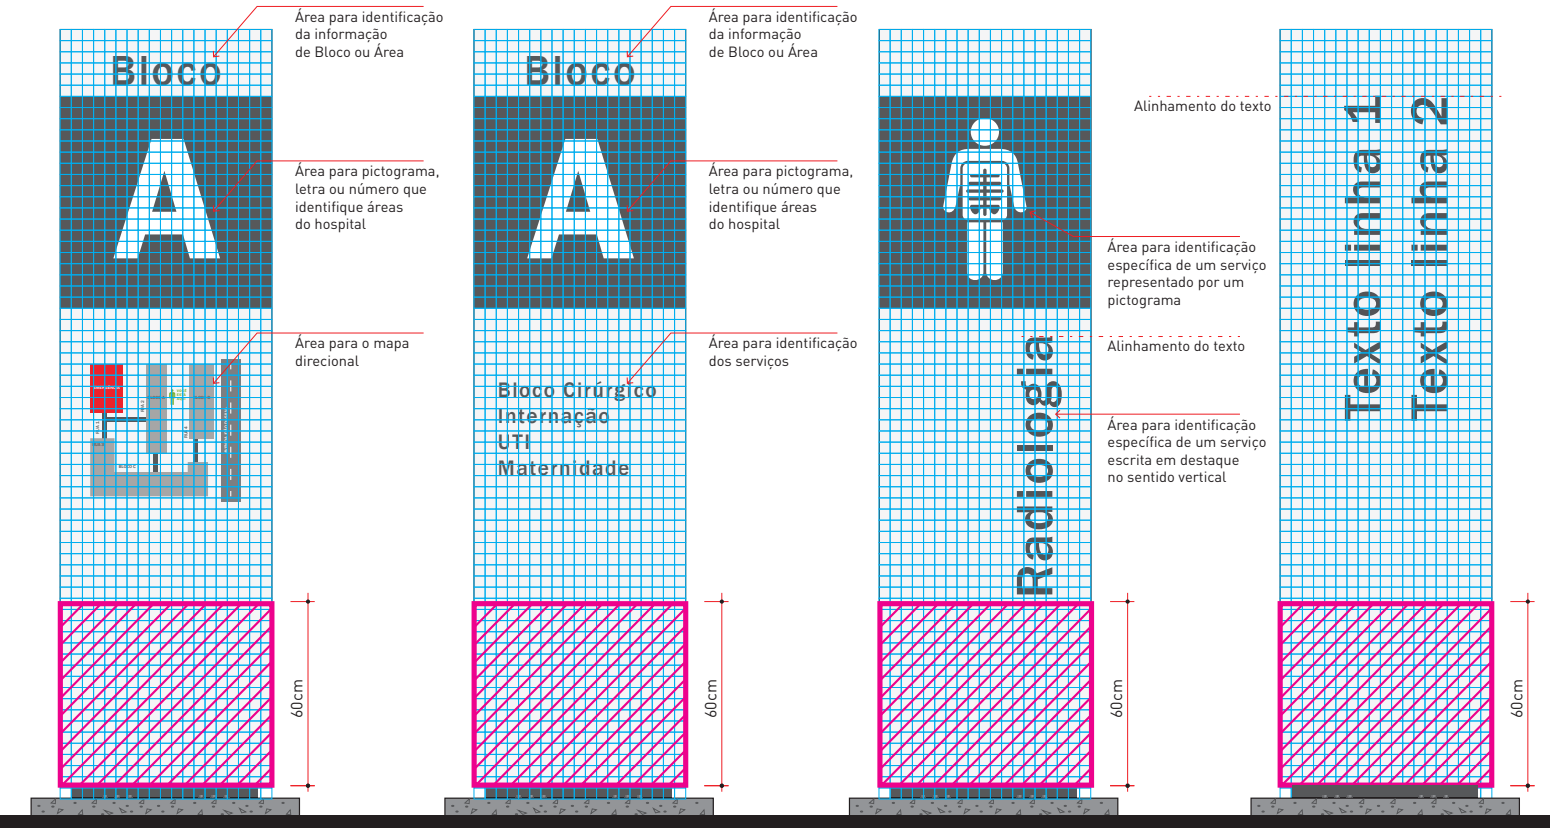 Área para identificação
da informação
de Bloco ou Área
Bloco
A
Área para pictograma,
letra ou número que
identifique áreas
do hospital
Área para o mapa
direcional
60cm
Área para identificação
da informação
de Bloco ou Área
Bloco
A
Área para pictograma,
letra ou número que
identifique áreas
do hospital
Área para identificação
dos serviços
Bloco Cirúrgico
Internação
UTI
Maternidade
60cm
Área para identificação
específica de um serviço
representado por um
pictograma
Alinhamento do texto
Radiologia
Área para identificação
específica de um serviço
escrita em destaque
no sentido vertical
60cm
Alinhamento do texto
Texto linha 1
Texto linha 2
60cm